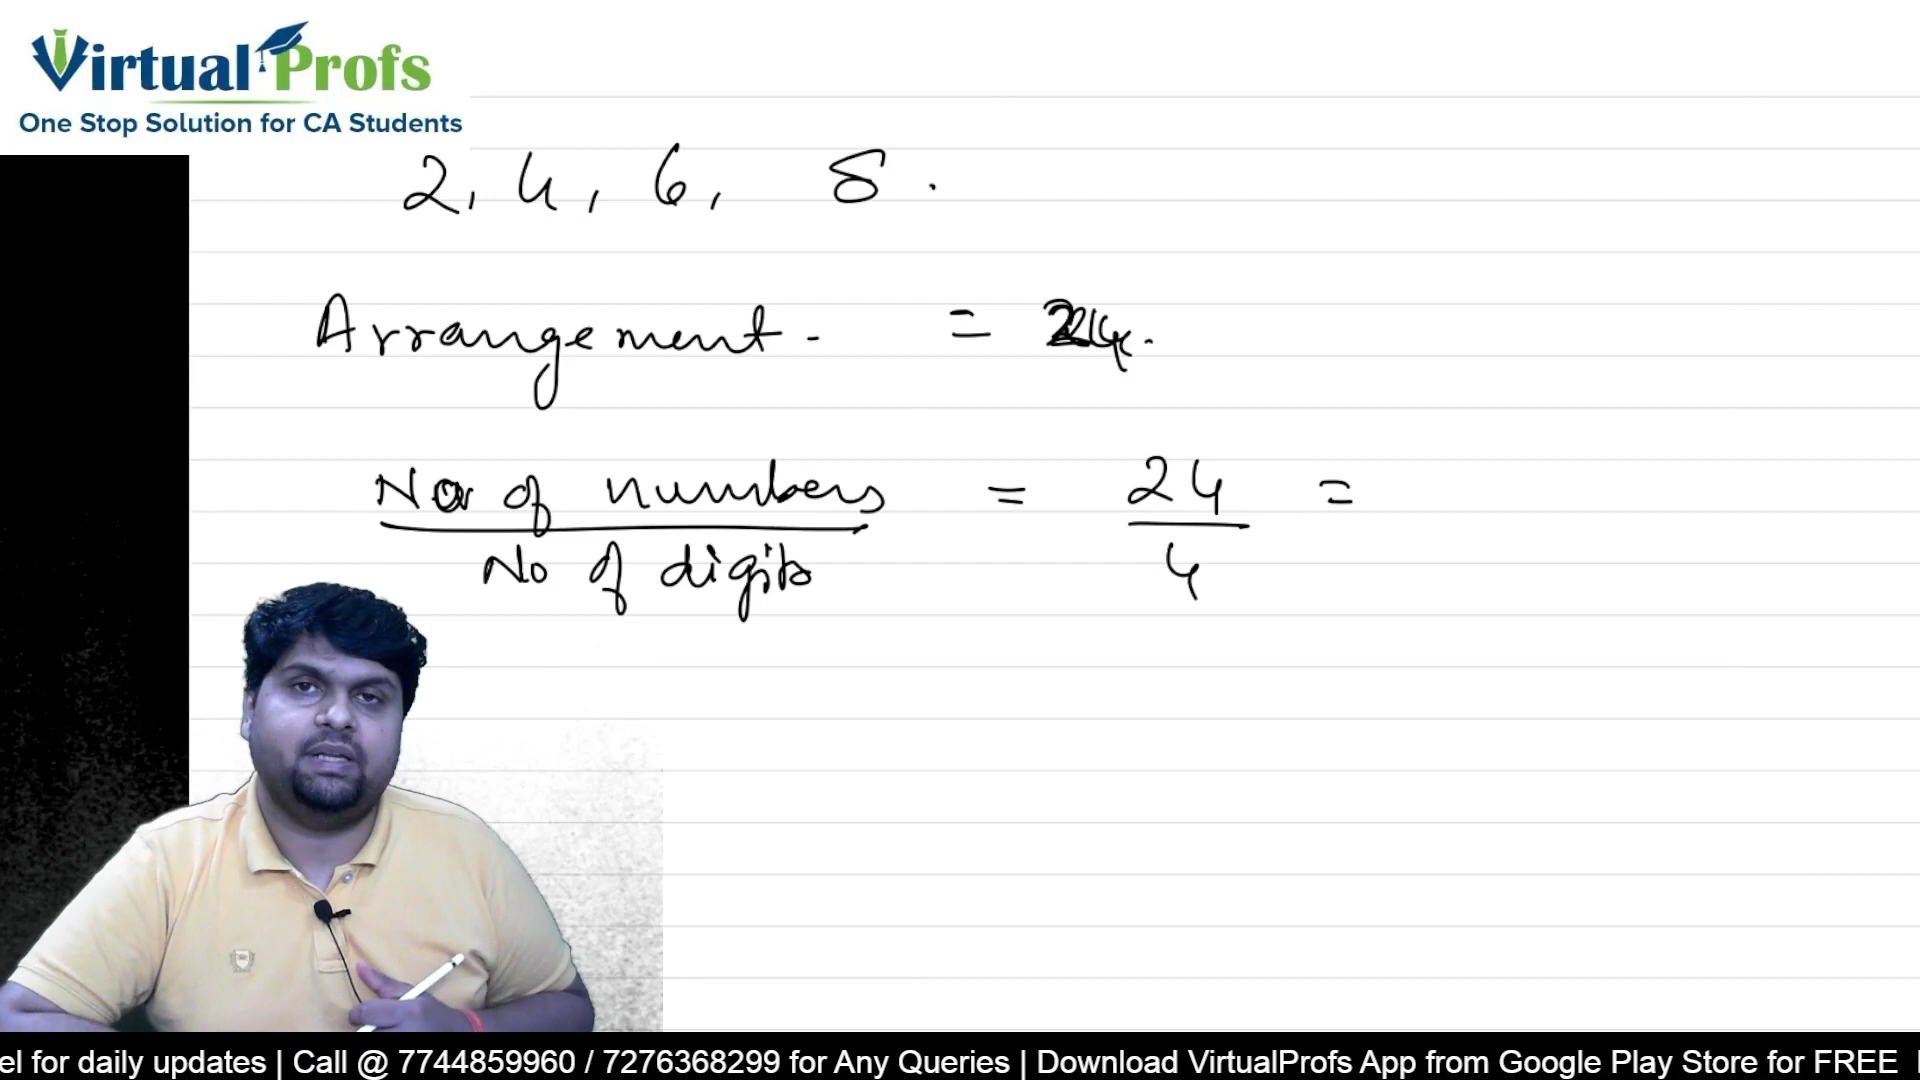 Virtual Profs
One Stop Solution for CA Students
2, 4, 6, 8.
Arrangement - = 24.
No of numbers = 24 =
No of digits 4
el for daily updates | Call @ 7744859960 / 7276368299 for Any Queries | Download VirtualProfs App from Google Play Store for FREE